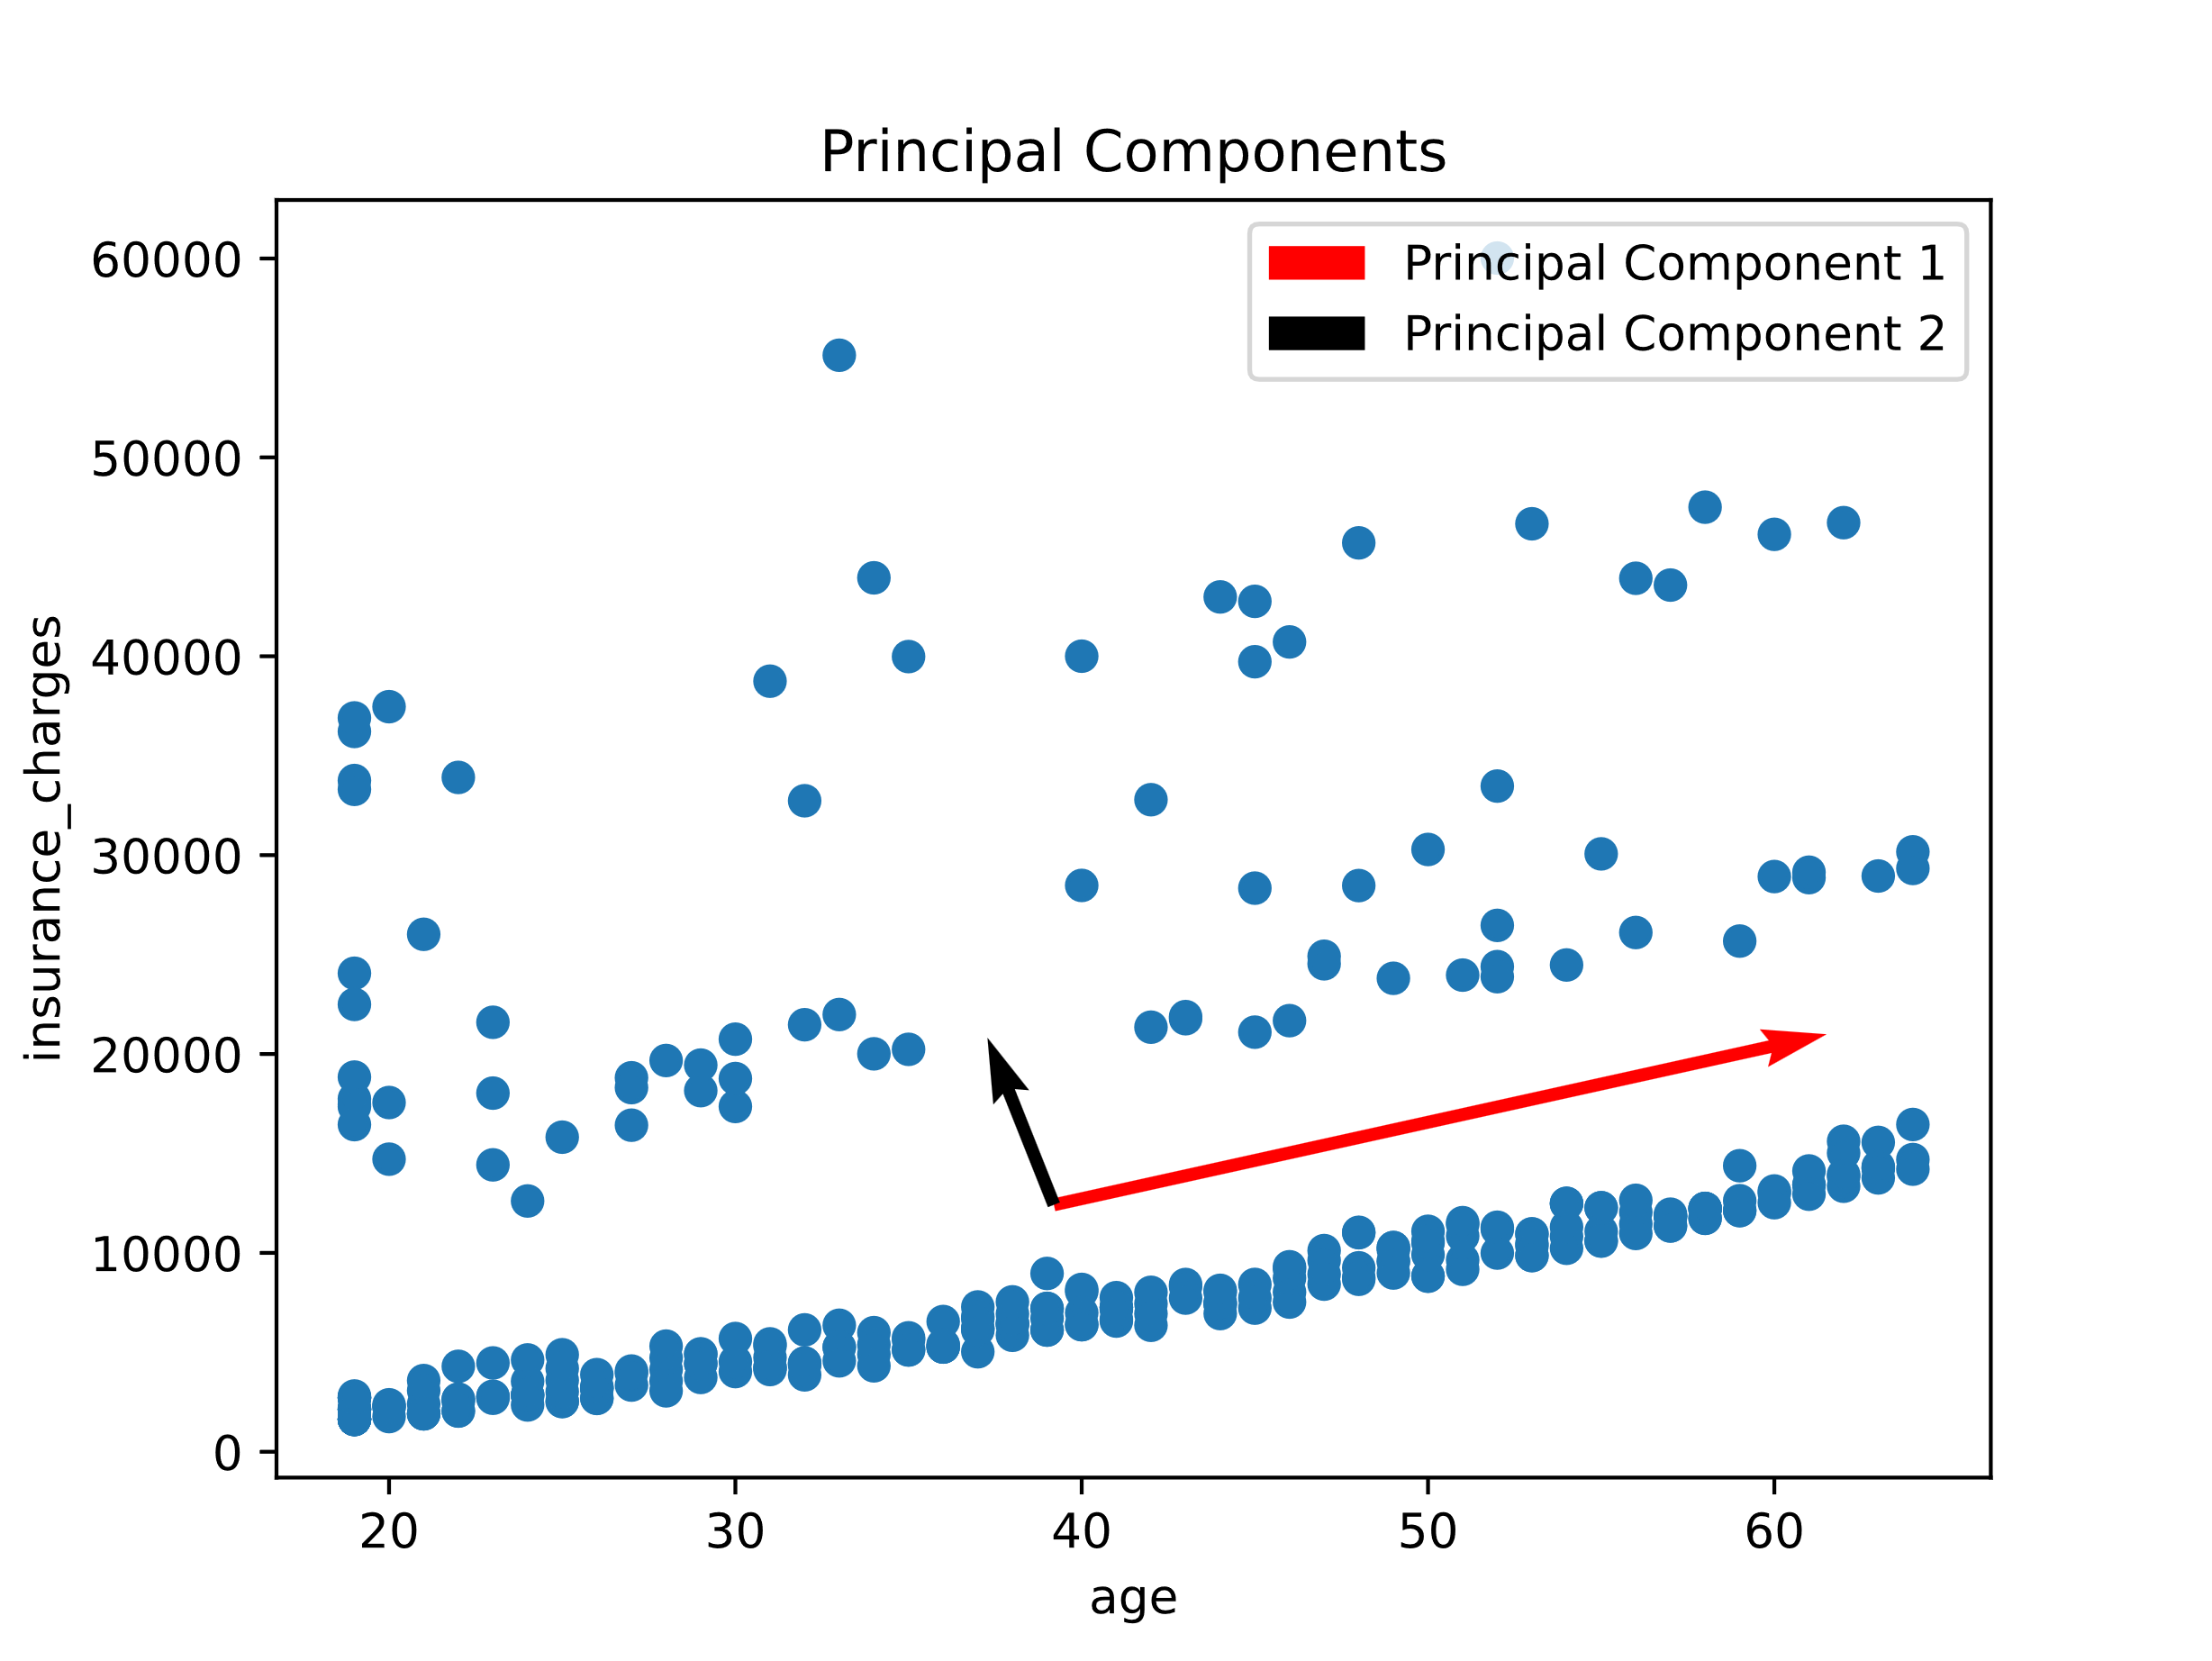 Principal Components
Principal Component 1
Principal Component 2
60000
50000
40000
30000
20000
10000
0
insurance_charges
20 30 40 50 60
age